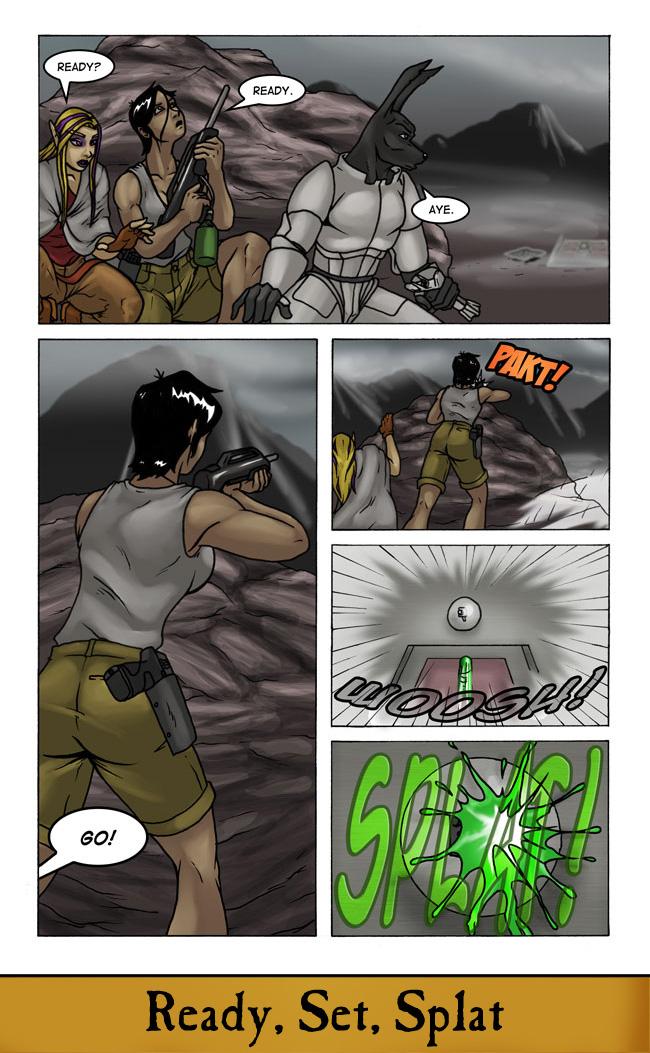 READY?
READY.
AYE.
GO!
PAKT!
WOOSH!
SPLAT!
Ready, Set, Splat